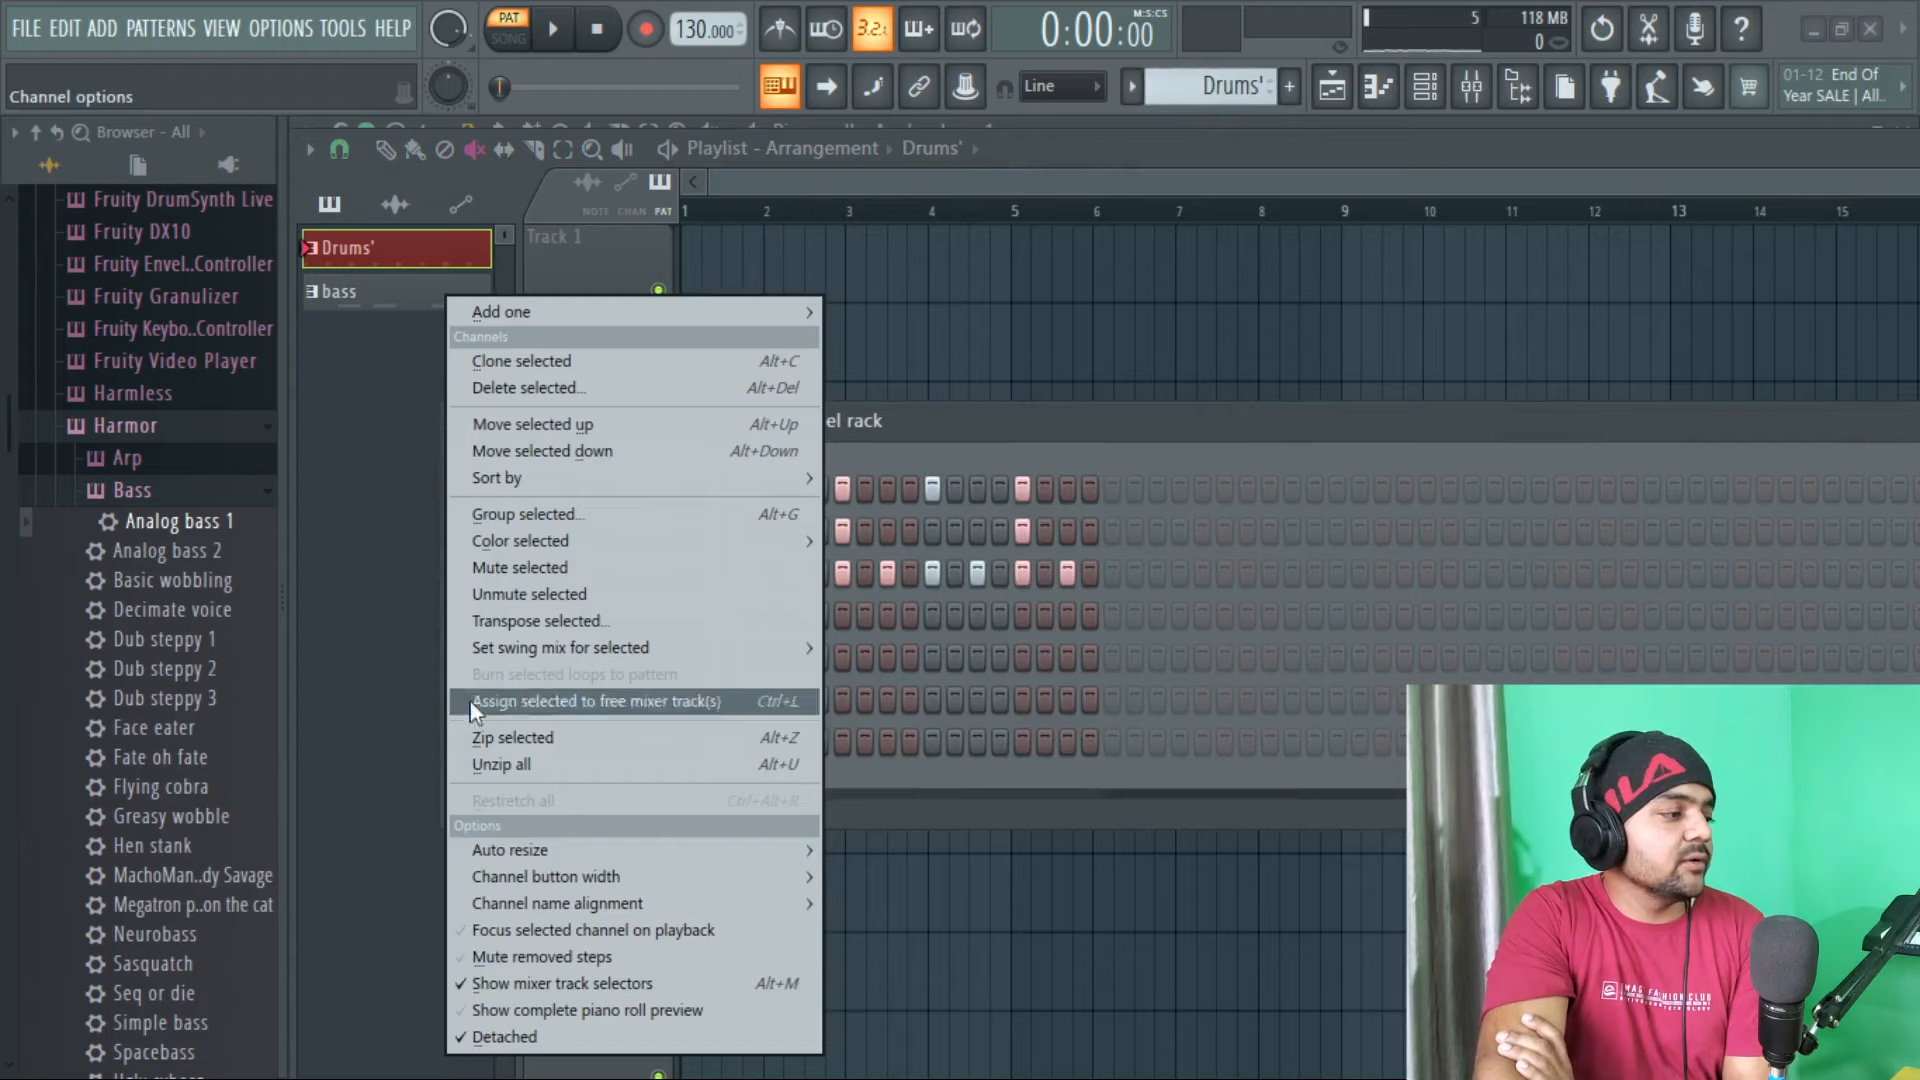 FILE EDIT ADD PATTERNS VIEW OPTIONS TOOLS HELP
PAT
SONG
130.000
3.2.
0:00:00
M:S:CS
5
118 MB
0
Channel options
Line
Drums'
01-12 End Of
Year SALE | All..
Browser - All
Playlist - Arrangement
Drums'
NOTE CHAN PAT
1 2 3 4 5 6 7 8 9 10 11 12 13 14 15
Fruity DrumSynth Live
Fruity DX10
Fruity Envel..Controller
Fruity Granulizer
Fruity Keybo..Controller
Fruity Video Player
Harmless
Harmor
Arp
Bass
Analog bass 1
Analog bass 2
Basic wobbling
Decimate voice
Dub steppy 1
Dub steppy 2
Dub steppy 3
Face eater
Fate oh fate
Flying cobra
Greasy wobble
Hen stank
MachoMan..dy Savage
Megatron p..on the cat
Neurobass
Sasquatch
Seq or die
Simple bass
Spacebass
Drums'
bass
Track 1
Add one
Channels
Clone selected Alt+C
Delete selected... Alt+Del
Move selected up Alt+Up
Move selected down Alt+Down
Sort by
Group selected... Alt+G
Color selected
Mute selected
Unmute selected
Transpose selected...
Set swing mix for selected
Burn selected loops to pattern
Assign selected to free mixer track(s) Ctrl+L
Zip selected Alt+Z
Unzip all Alt+U
Restretch all Ctrl+Alt+R
Options
Auto resize
Channel button width
Channel name alignment
Focus selected channel on playback
Mute removed steps
Show mixer track selectors Alt+M
Show complete piano roll preview
Detached
el rack